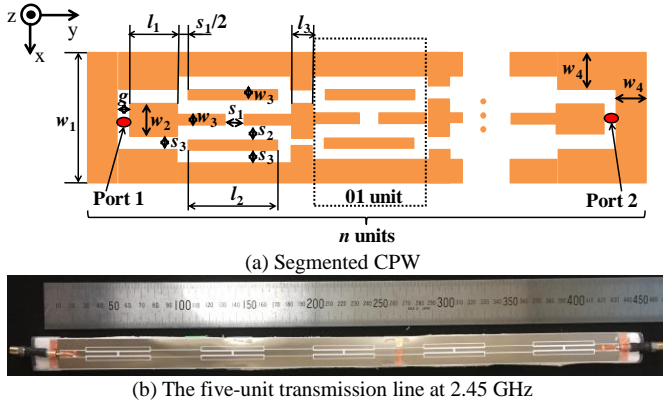 z y x
l₁ s₁/2 l₃
w₁ g w₂ w₃ w₃ s₁ s₂ s₃ s₃ w₄ w₄
l₂
Port 1 01 unit Port 2
n units
(a) Segmented CPW
50 100 150 200 250 300 350 400 450
(b) The five-unit transmission line at 2.45 GHz